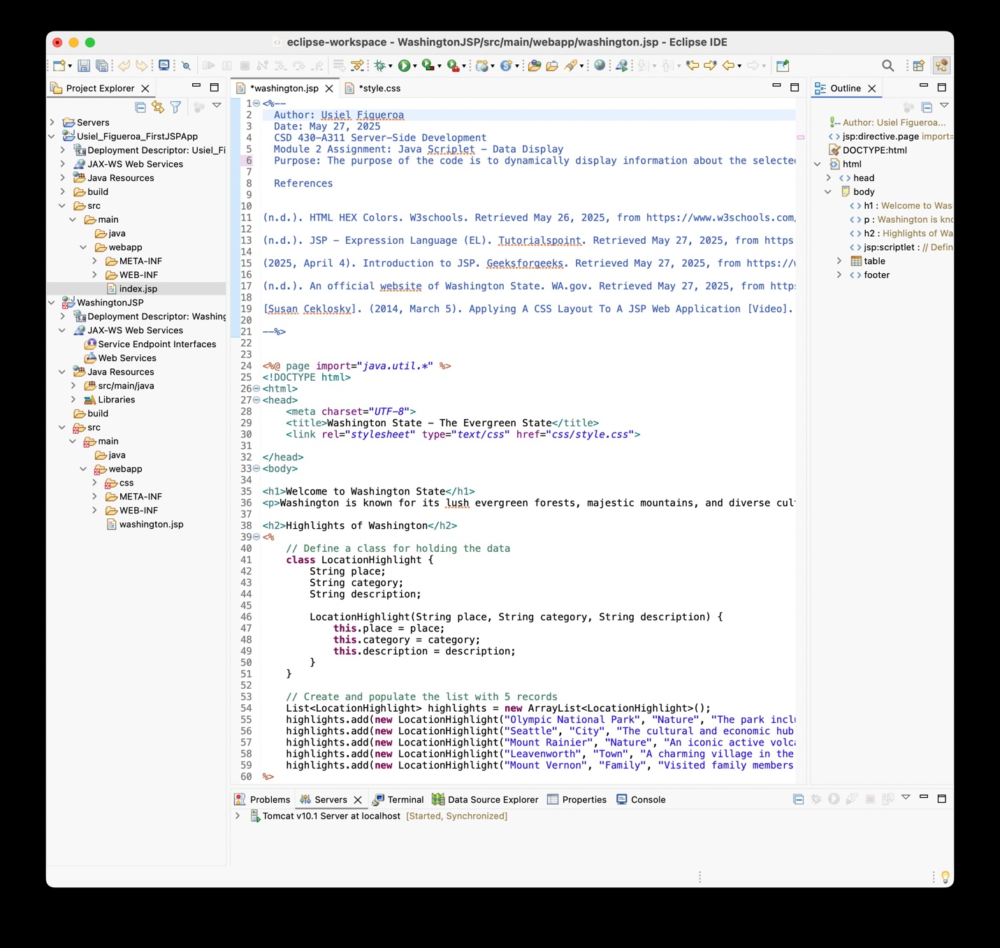 eclipse-workspace - WashingtonJSP/src/main/webapp/washington.jsp - Eclipse IDE
Project Explorer
Servers
Usiel_Figueroa_FirstJSPApp
Deployment Descriptor: Usiel_Fi
JAX-WS Web Services
Java Resources
build
src
main
java
webapp
META-INF
WEB-INF
index.jsp
WashingtonJSP
Deployment Descriptor: Washing
JAX-WS Web Services
Service Endpoint Interfaces
Web Services
Java Resources
src/main/java
Libraries
build
src
main
java
webapp
css
META-INF
WEB-INF
washington.jsp
*washington.jsp
*style.css
1 <%--
2 Author: Usiel Figueroa
3 Date: May 27, 2025
4 CSD 430-A311 Server-Side Development
5 Module 2 Assignment: Java Scriplet - Data Display
6 Purpose: The purpose of the code is to dynamically display information about the selected
7
8 References
9
10
11 (n.d.). HTML HEX Colors. W3schools. Retrieved May 26, 2025, from https://www.w3schools.com/
12
13 (n.d.). JSP - Expression Language (EL). Tutorialspoint. Retrieved May 27, 2025, from https
14
15 (2025, April 4). Introduction to JSP. Geeksforgeeks. Retrieved May 27, 2025, from https://w
16
17 (n.d.). An official website of Washington State. WA.gov. Retrieved May 27, 2025, from http
18
19 [Susan Ceklosky]. (2014, March 5). Applying A CSS Layout To A JSP Web Application [Video].
20
21 --%>
22
23
24 <%@ page import="java.util.*" %>
25 <!DOCTYPE html>
26 <html>
27 <head>
28 <meta charset="UTF-8">
29 <title>Washington State - The Evergreen State</title>
30 <link rel="stylesheet" type="text/css" href="css/style.css">
31
32 </head>
33 <body>
34
35 <h1>Welcome to Washington State</h1>
36 <p>Washington is known for its lush evergreen forests, majestic mountains, and diverse cult
37
38 <h2>Highlights of Washington</h2>
39 <%
40 // Define a class for holding the data
41 class LocationHighlight {
42 String place;
43 String category;
44 String description;
45
46 LocationHighlight(String place, String category, String description) {
47 this.place = place;
48 this.category = category;
49 this.description = description;
50 }
51 }
52
53 // Create and populate the list with 5 records
54 List<LocationHighlight> highlights = new ArrayList<LocationHighlight>();
55 highlights.add(new LocationHighlight("Olympic National Park", "Nature", "The park inclu
56 highlights.add(new LocationHighlight("Seattle", "City", "The cultural and economic hub
57 highlights.add(new LocationHighlight("Mount Rainier", "Nature", "An iconic active volca
58 highlights.add(new LocationHighlight("Leavenworth", "Town", "A charming village in the
59 highlights.add(new LocationHighlight("Mount Vernon", "Family", "Visited family members
60 %>
Outline
Author: Usiel Figueroa...
jsp:directive.page import=
DOCTYPE:html
html
head
body
h1 : Welcome to Was
p : Washington is kno
h2 : Highlights of Wa
jsp:scriptlet : // Defin
table
footer
Problems
Servers
Terminal
Data Source Explorer
Properties
Console
Tomcat v10.1 Server at localhost [Started, Synchronized]